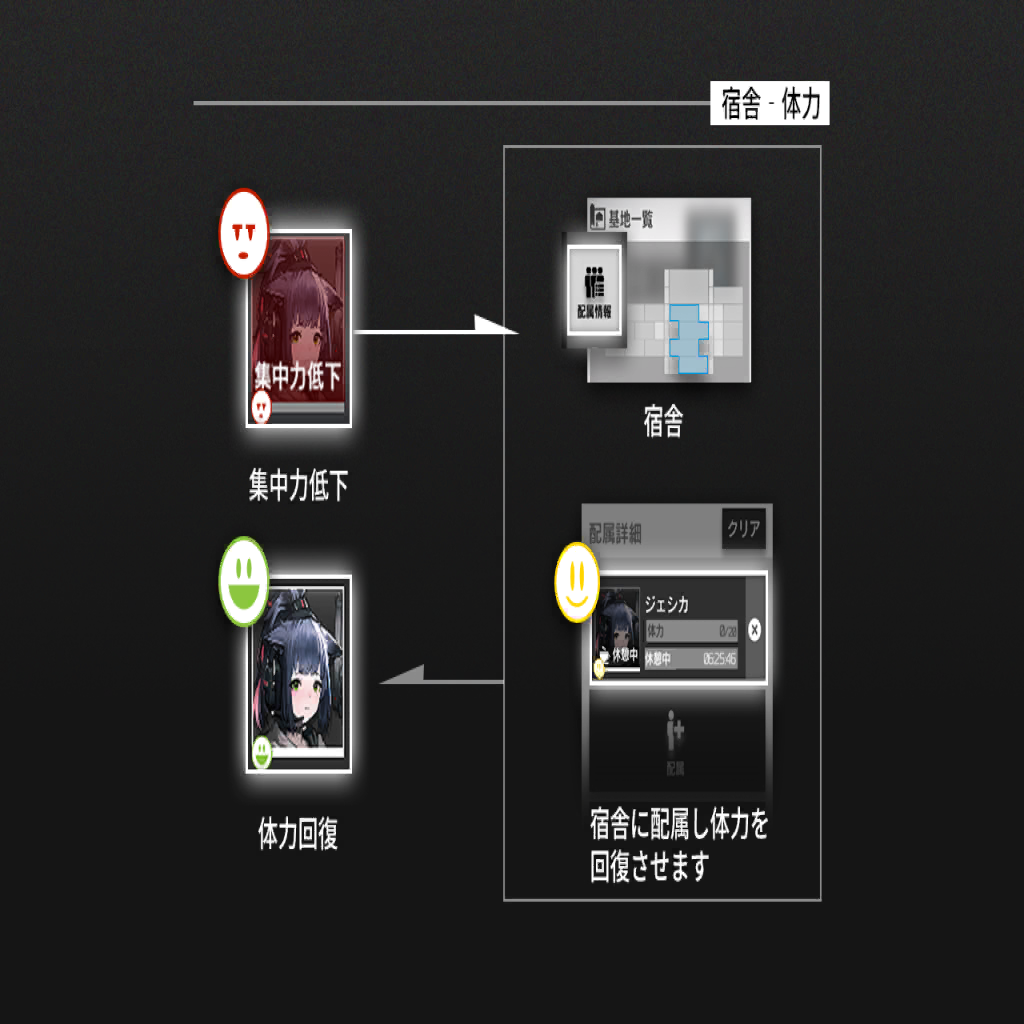 宿舎 - 体力
基地一覧
配属情報
集中力低下
宿舎
集中力低下
配属詳細
クリア
ジェシカ
体力 0/20
休憩中
休憩中 06:25:46
配属
体力回復
宿舎に配属し体力を
回復させます